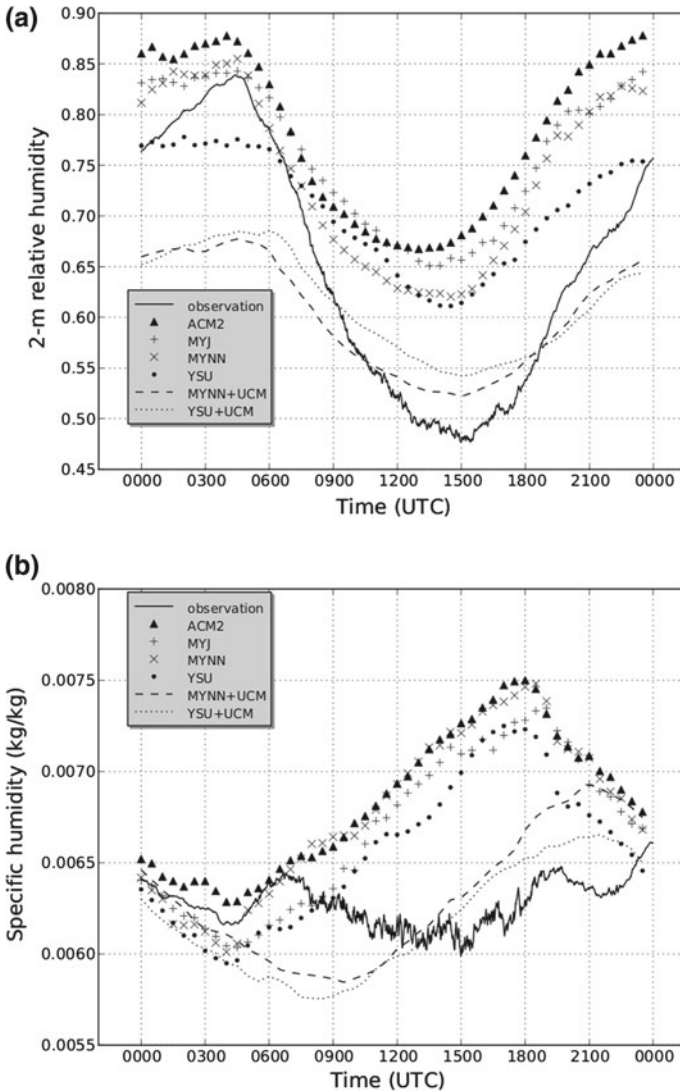 (a)
0.90
0.85
0.80
0.75
0.70
0.65
0.60
0.55
0.50
0.45
2-m relative humidity
observation
ACM2
MYJ
MYNN
YSU
MYNN+UCM
YSU+UCM
0000 0300 0600 0900 1200 1500 1800 2100 0000
Time (UTC)
(b)
0.0080
0.0075
0.0070
0.0065
0.0060
0.0055
Specific humidity (kg/kg)
observation
ACM2
MYJ
MYNN
YSU
MYNN+UCM
YSU+UCM
0000 0300 0600 0900 1200 1500 1800 2100 0000
Time (UTC)